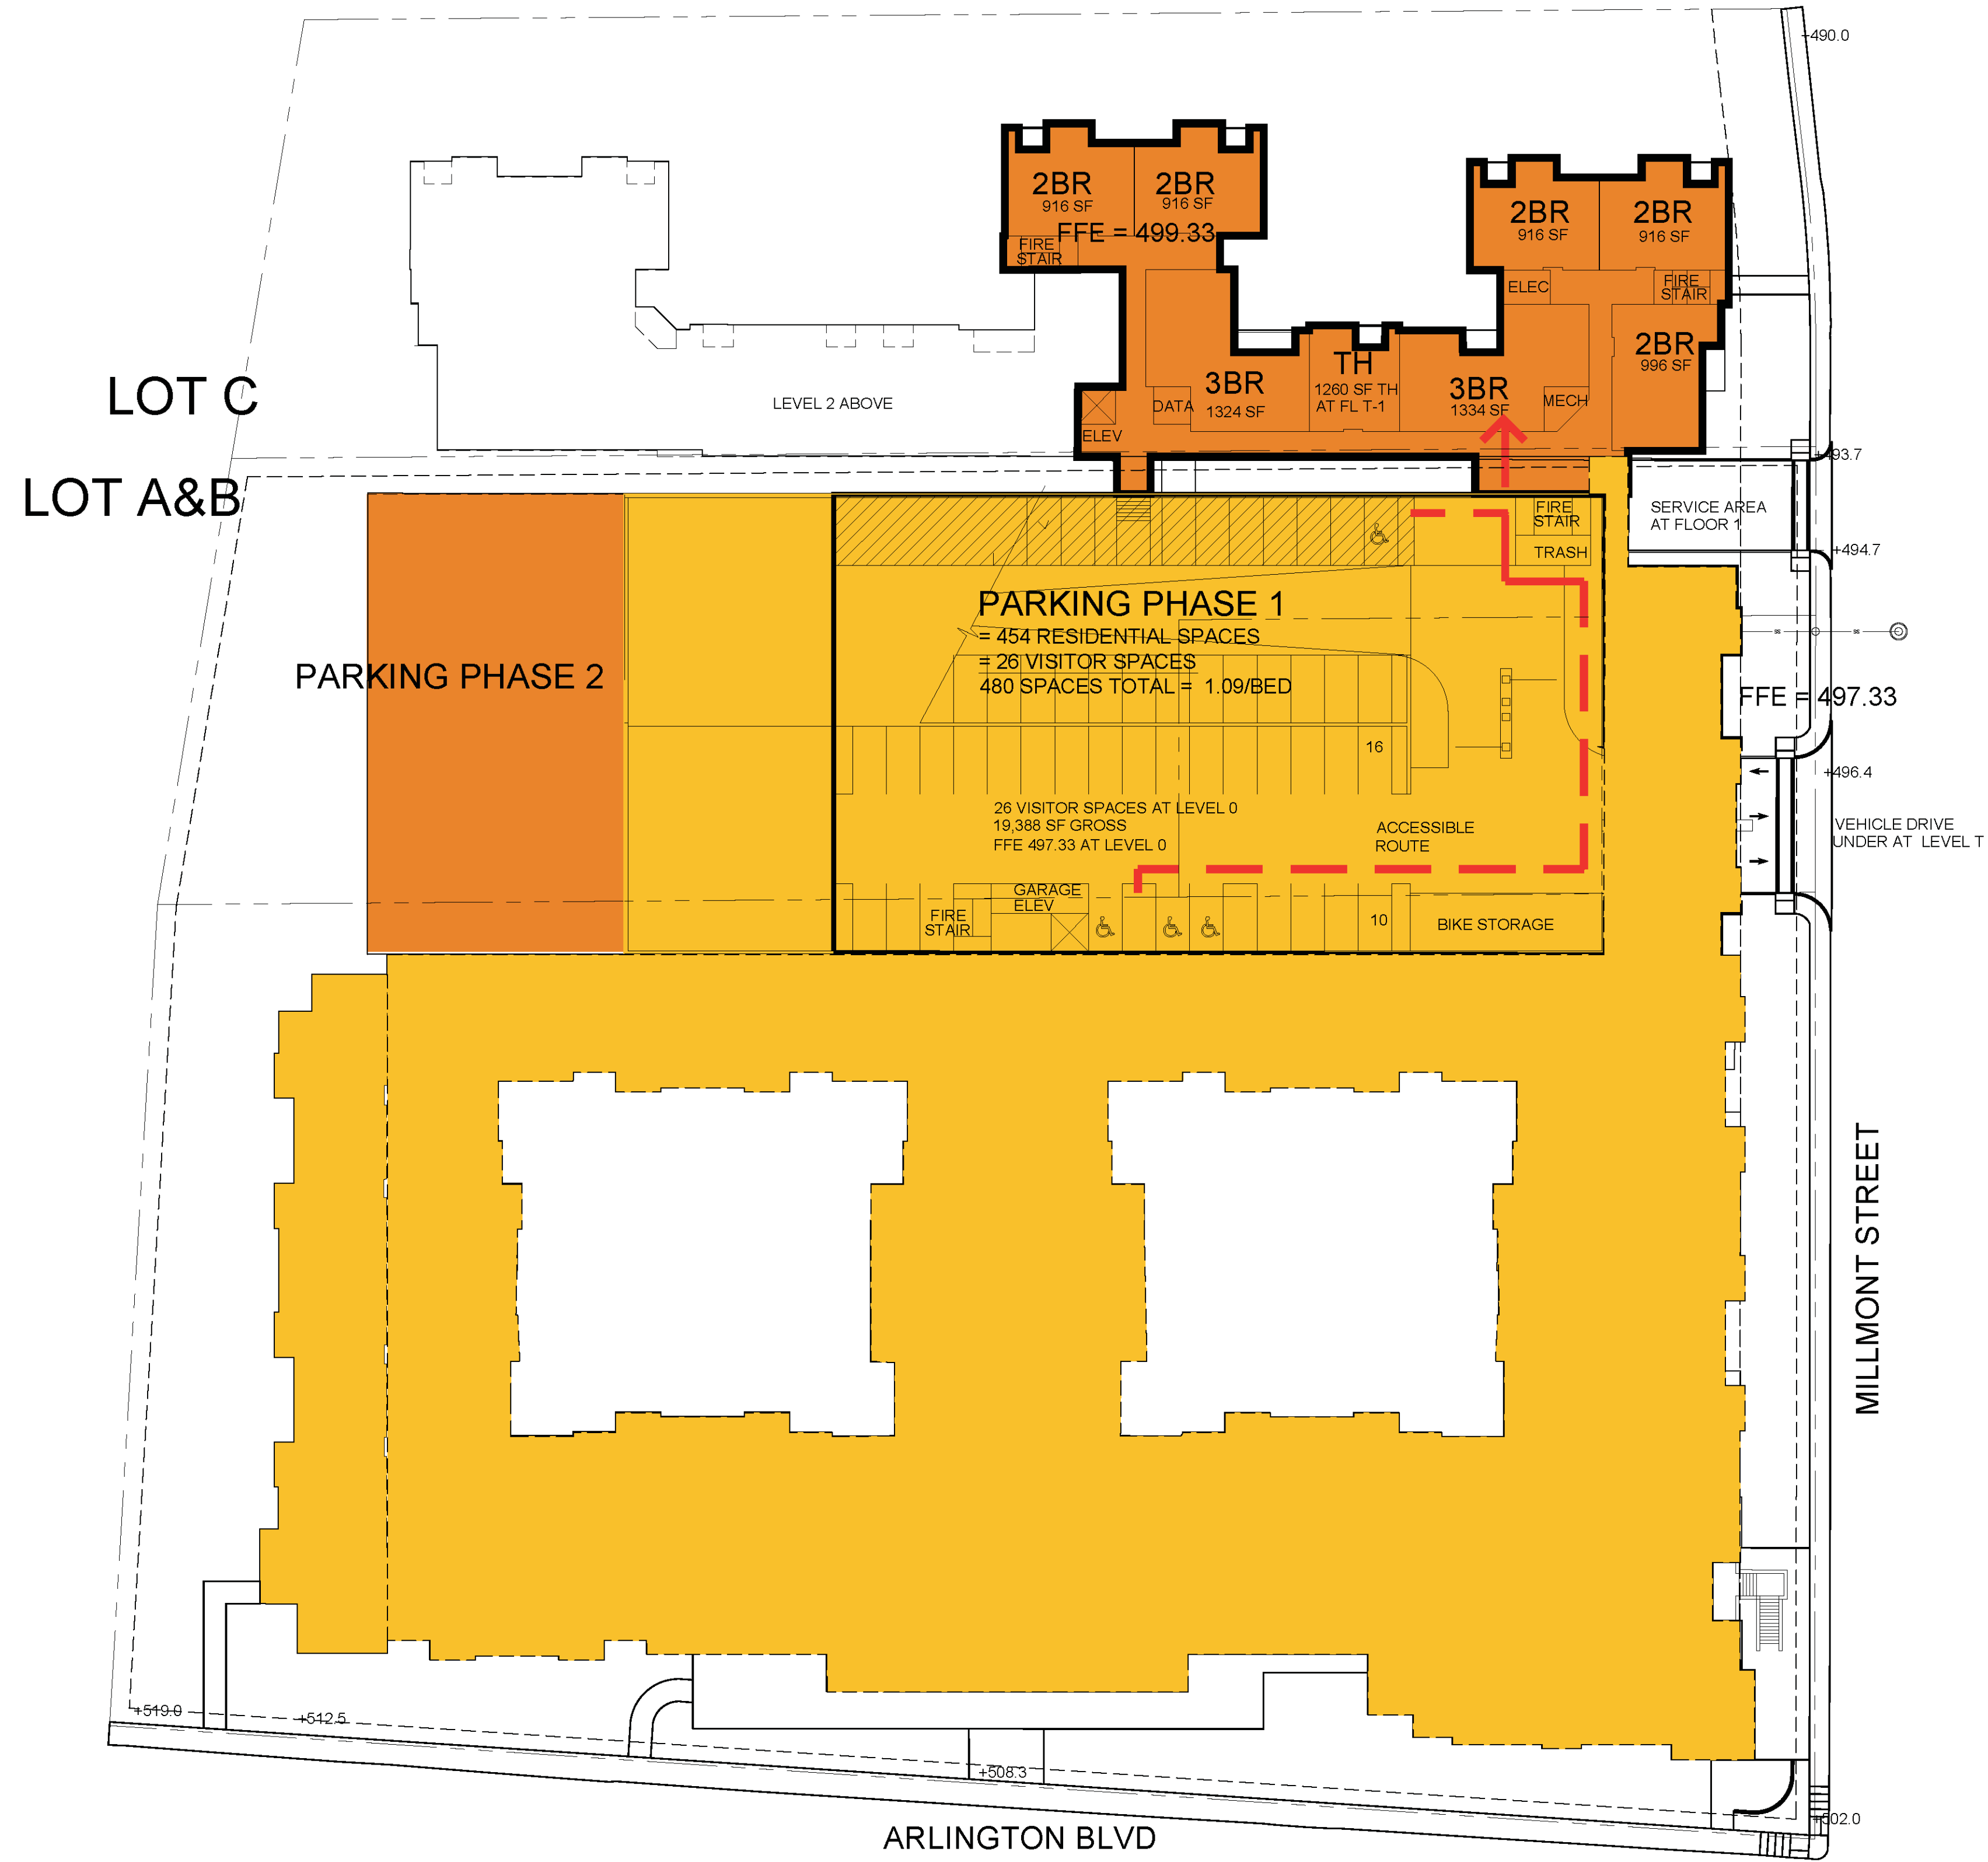 +490.0
2BR
916 SF
2BR
916 SF
FFE = 499.33
FIRE
STAIR
2BR
916 SF
2BR
916 SF
ELEC
FIRE
STAIR
2BR
996 SF
TH
1260 SF TH
AT FL T-1
3BR
1324 SF
3BR
1334 SF
DATA
MECH
ELEV
LEVEL 2 ABOVE
LOT C
LOT A&B
+493.7
SERVICE AREA
AT FLOOR 1
+494.7
FIRE
STAIR
TRASH
PARKING PHASE 1
= 454 RESIDENTIAL SPACES
= 26 VISITOR SPACES
480 SPACES TOTAL = 1.09/BED
PARKING PHASE 2
FFE = 497.33
16
+496.4
26 VISITOR SPACES AT LEVEL 0
19,388 SF GROSS
FFE 497.33 AT LEVEL 0
ACCESSIBLE
ROUTE
VEHICLE DRIVE
UNDER AT LEVEL T
GARAGE
ELEV
FIRE
STAIR
10
BIKE STORAGE
MILLMONT STREET
+519.0
+512.5
+508.3
+502.0
ARLINGTON BLVD